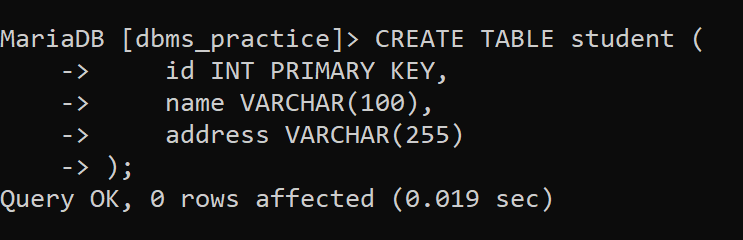 MariaDB [dbms_practice]> CREATE TABLE student (
    ->     id INT PRIMARY KEY,
    ->     name VARCHAR(100),
    ->     address VARCHAR(255)
    -> );
Query OK, 0 rows affected (0.019 sec)